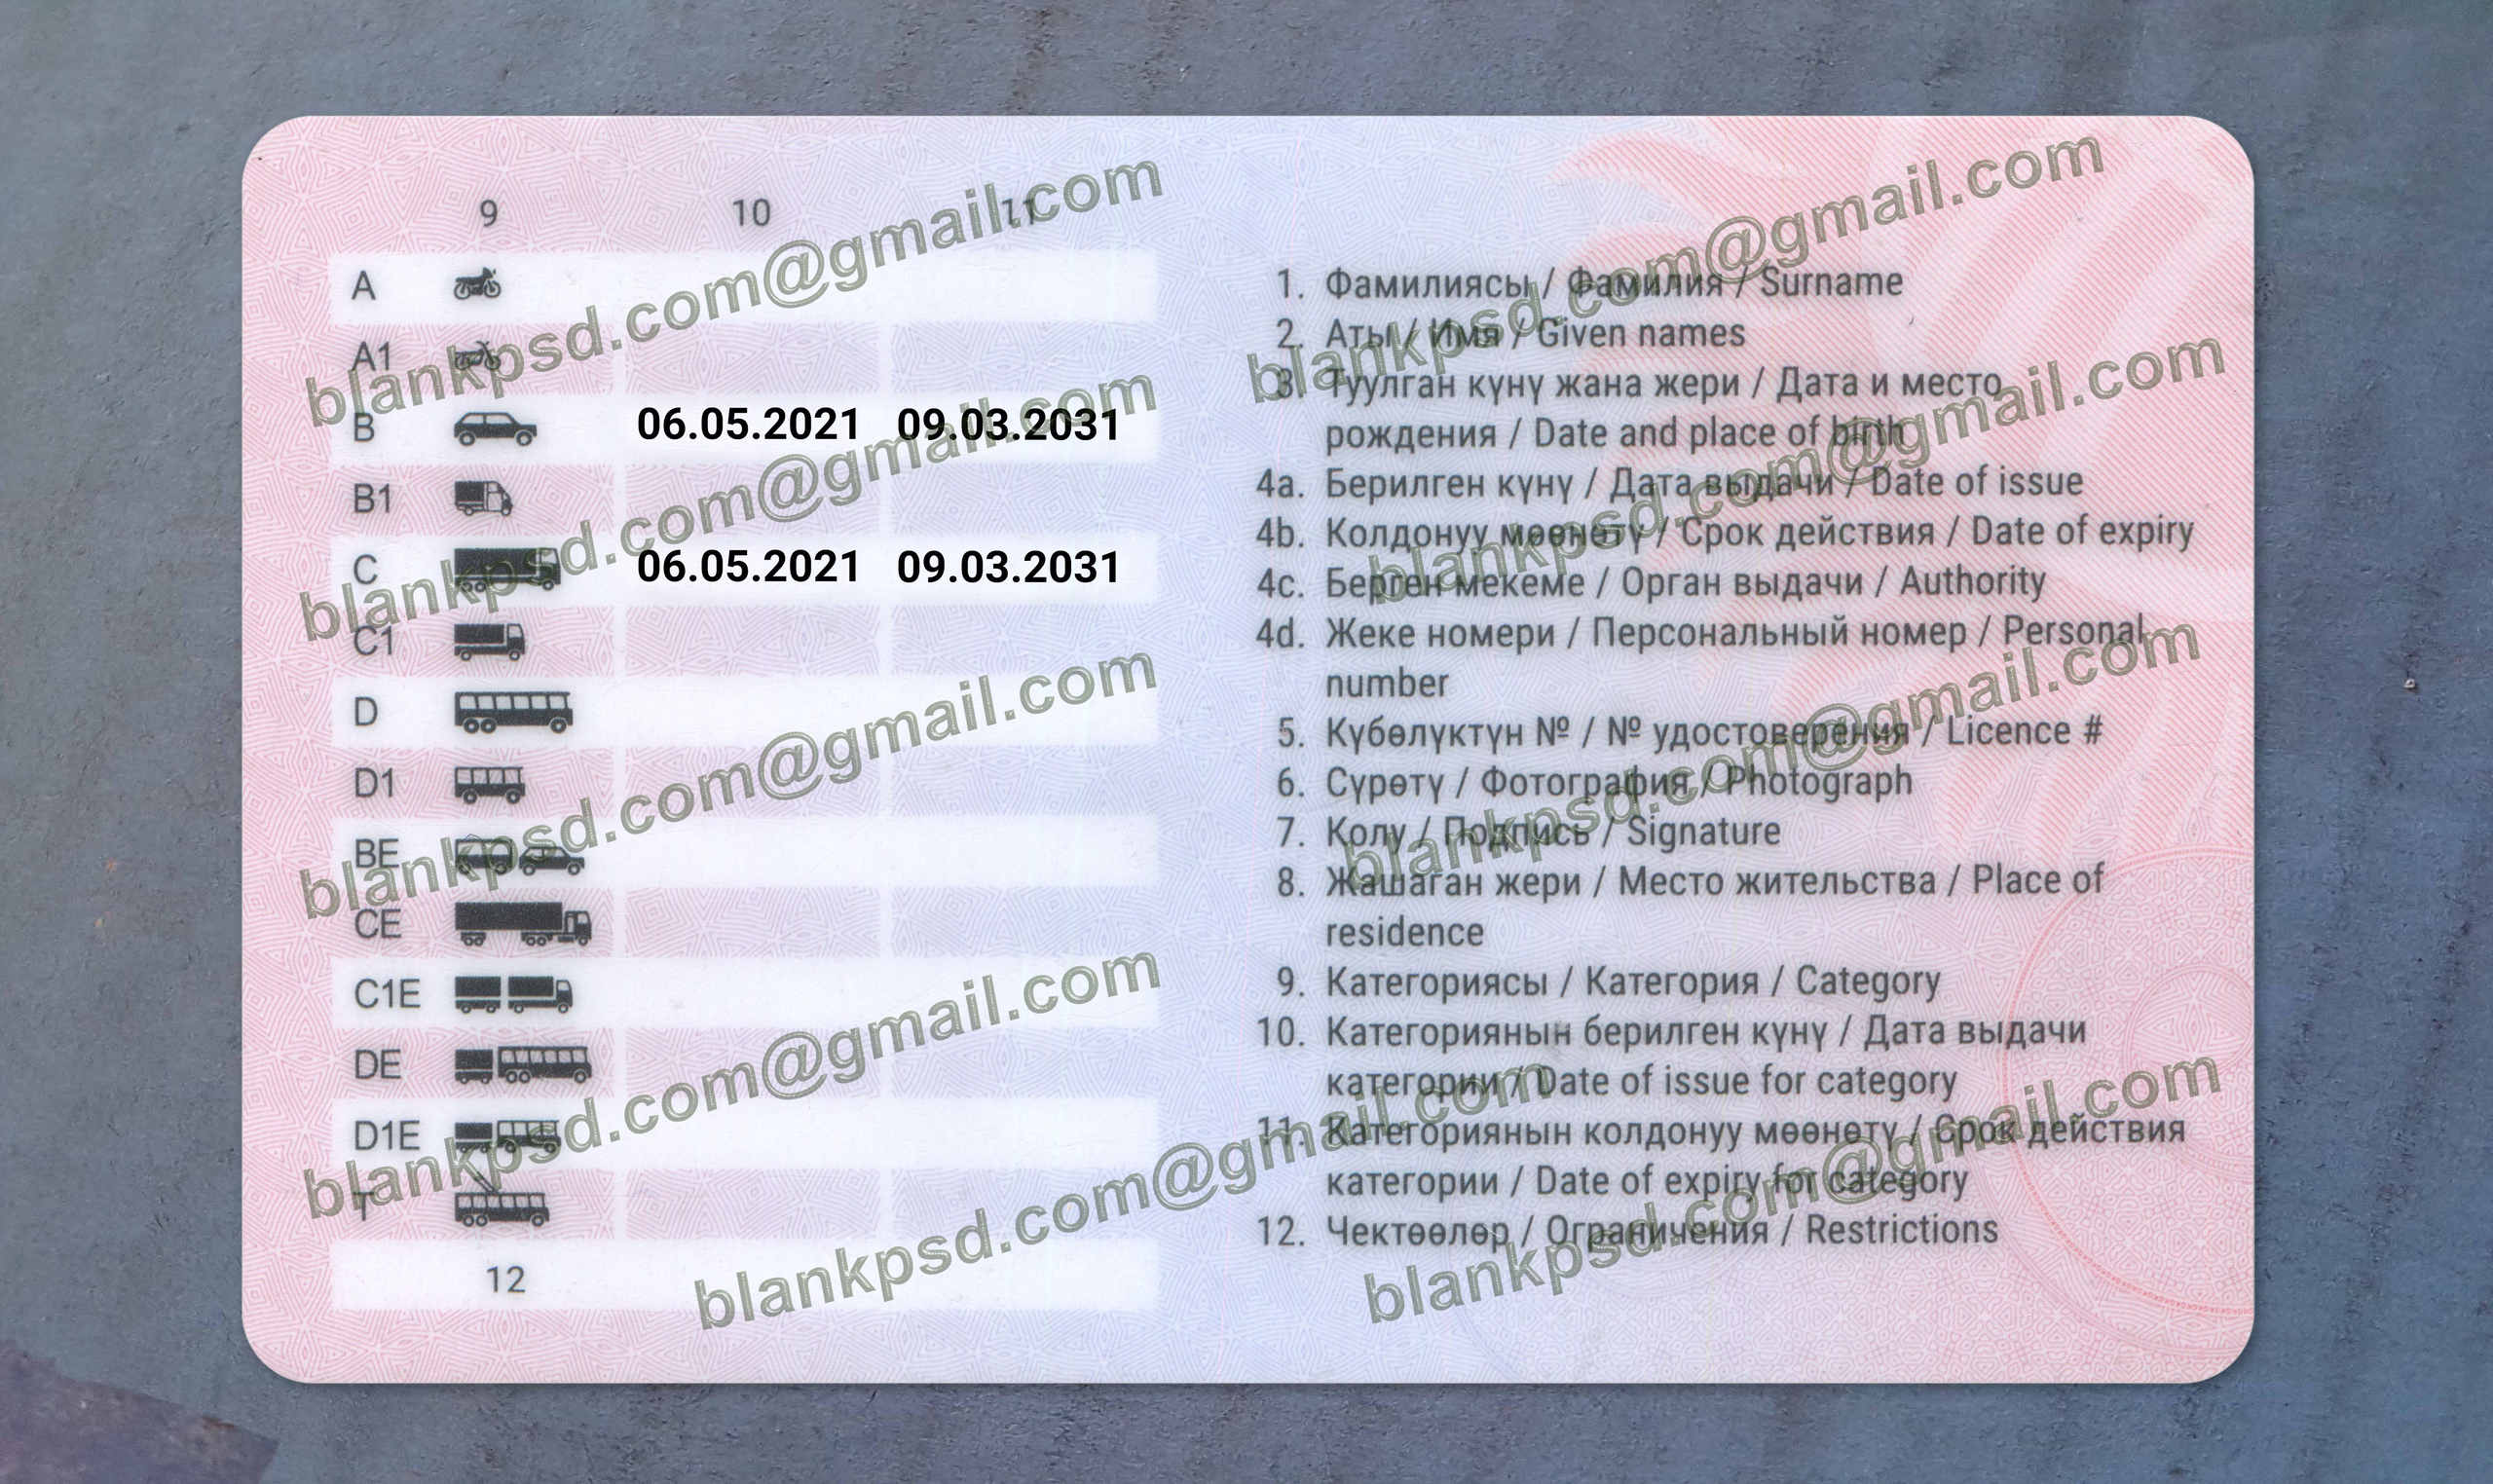 9 10 11
A
A1
B 06.05.2021 09.03.2031
B1
C 06.05.2021 09.03.2031
C1
D
D1
BE
CE
C1E
DE
D1E
T
12
1. Фамилиясы / Фамилия / Surname
2. Аты / Имя / Given names
3. Туулган күнү жана жери / Дата и место
рождения / Date and place of birth
4a. Берилген күнү / Дата выдачи / Date of issue
4b. Колдонуу мөөнөтү / Срок действия / Date of expiry
4c. Берген мекеме / Орган выдачи / Authority
4d. Жеке номери / Персональный номер / Personal
number
5. Күбөлүктүн № / № удостоверения / Licence #
6. Сүрөтү / Фотография / Photograph
7. Колу / Подпись / Signature
8. Жашаган жери / Место жительства / Place of
residence
9. Категориясы / Категория / Category
10. Категориянын берилген күнү / Дата выдачи
категории / Date of issue for category
11. Категориянын колдонуу мөөнөтү / Срок действия
категории / Date of expiry for category
12. Чектөөлөр / Ограничения / Restrictions
blankpsd.com@gmail.com
blankpsd.com@gmail.com
blankpsd.com@gmail.com
blankpsd.com@gmail.com
blankpsd.com@gmail.com
blankpsd.com@gmail.com
blankpsd.com@gmail.com
blankpsd.com@gmail.com
blankpsd.com@gmail.com